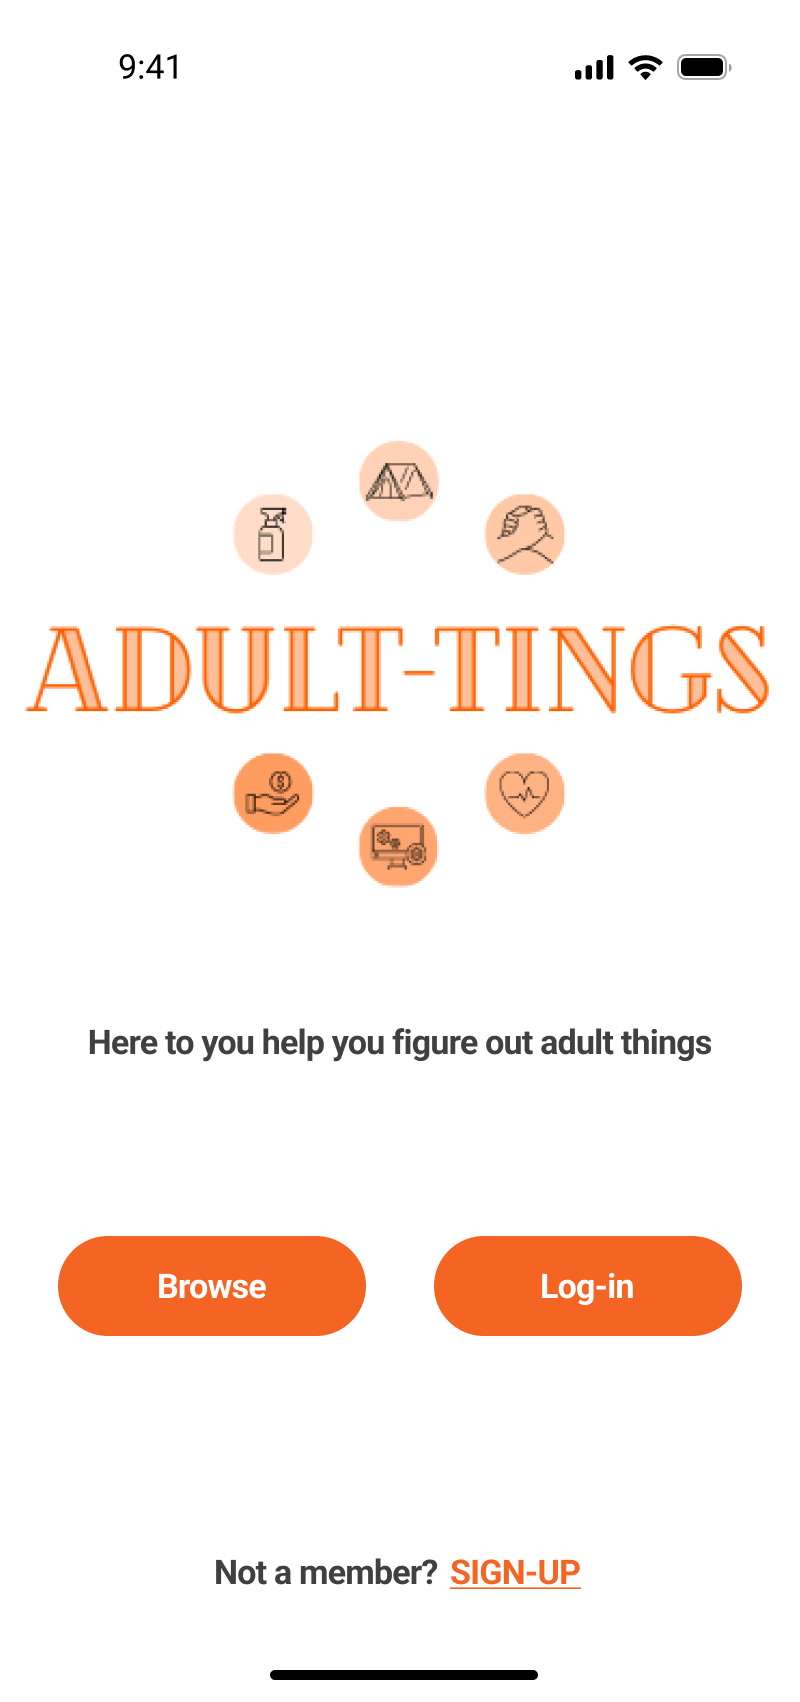 9:41
ADULT-TINGS
Here to you help you figure out adult things
Browse
Log-in
Not a member? SIGN-UP